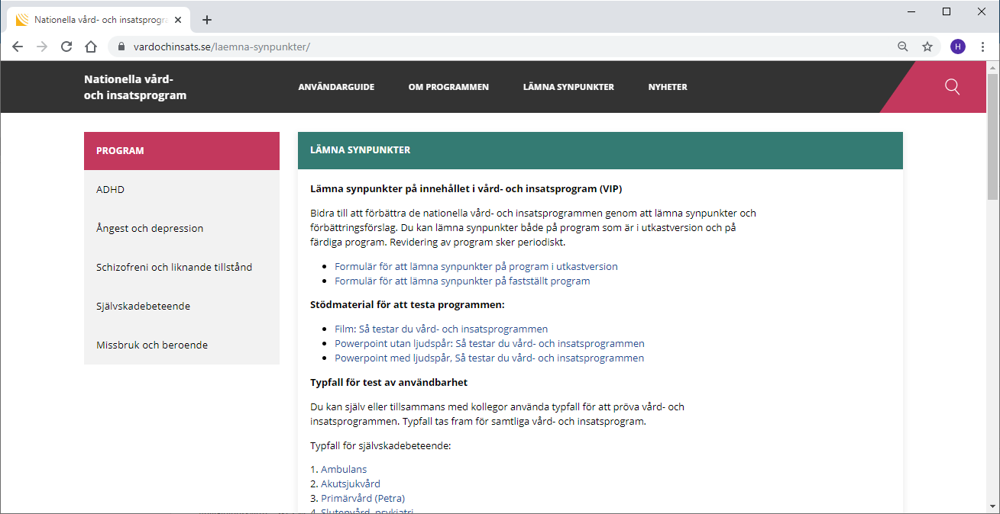 Nationella vård- och insatsprogra
vardochinsats.se/laemna-synpunkter/
H
Nationella vård-
och insatsprogram
ANVÄNDARGUIDE
OM PROGRAMMEN
LÄMNA SYNPUNKTER
NYHETER
PROGRAM
ADHD
Ångest och depression
Schizofreni och liknande tillstånd
Självskadebeteende
Missbruk och beroende
LÄMNA SYNPUNKTER
Lämna synpunkter på innehållet i vård- och insatsprogram (VIP)
Bidra till att förbättra de nationella vård- och insatsprogrammen genom att lämna synpunkter och
förbättringsförslag. Du kan lämna synpunkter både på program som är i utkastversion och på
färdiga program. Revidering av program sker periodiskt.
• Formulär för att lämna synpunkter på program i utkastversion
• Formulär för att lämna synpunkter på fastställt program
Stödmaterial för att testa programmen:
• Film: Så testar du vård- och insatsprogrammen
• Powerpoint utan ljudspår: Så testar du vård- och insatsprogrammen
• Powerpoint med ljudspår, Så testar du vård- och insatsprogrammen
Typfall för test av användbarhet
Du kan själv eller tillsammans med kollegor använda typfall för att pröva vård- och
insatsprogrammen. Typfall tas fram för samtliga vård- och insatsprogram.
Typfall för självskadebeteende:
1. Ambulans
2. Akutsjukvård
3. Primärvård (Petra)
4. Slutenvård, psykiatri